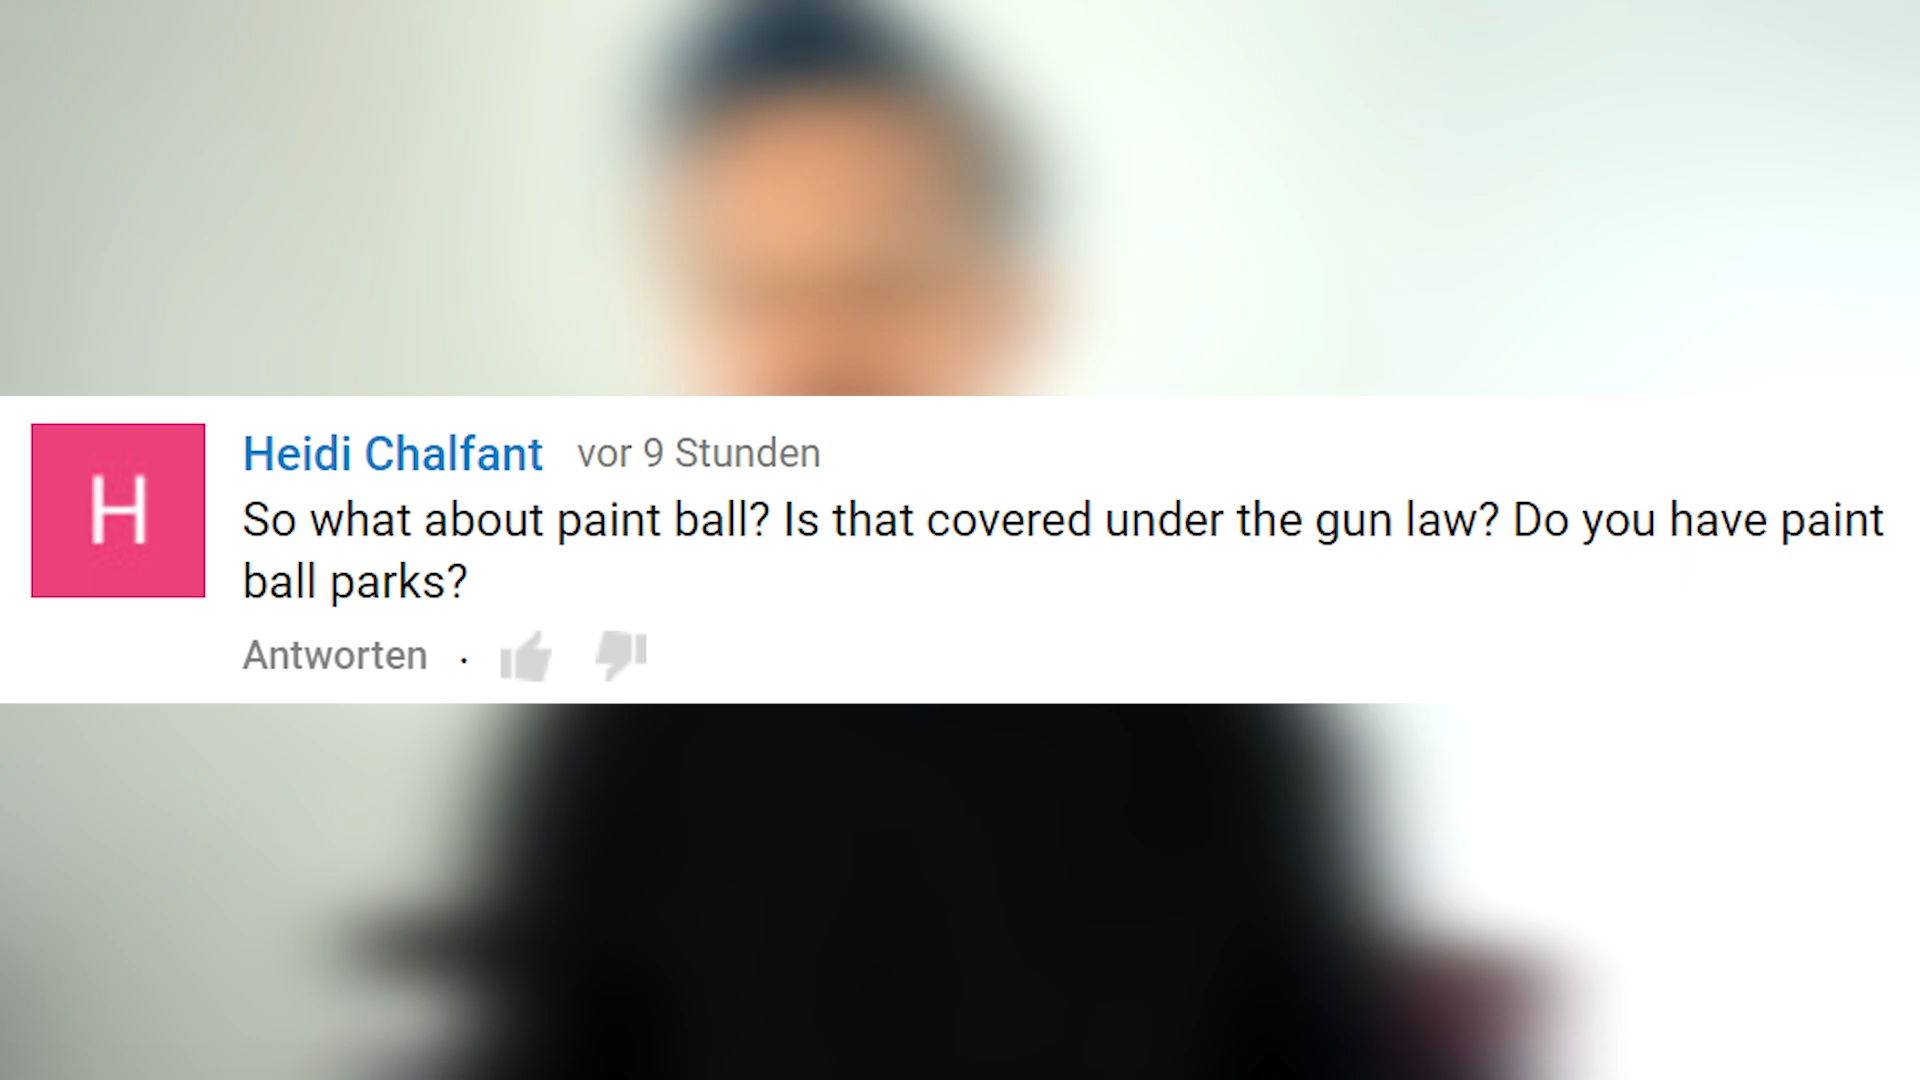 H
Heidi Chalfant vor 9 Stunden
So what about paint ball? Is that covered under the gun law? Do you have paint
ball parks?
Antworten ·